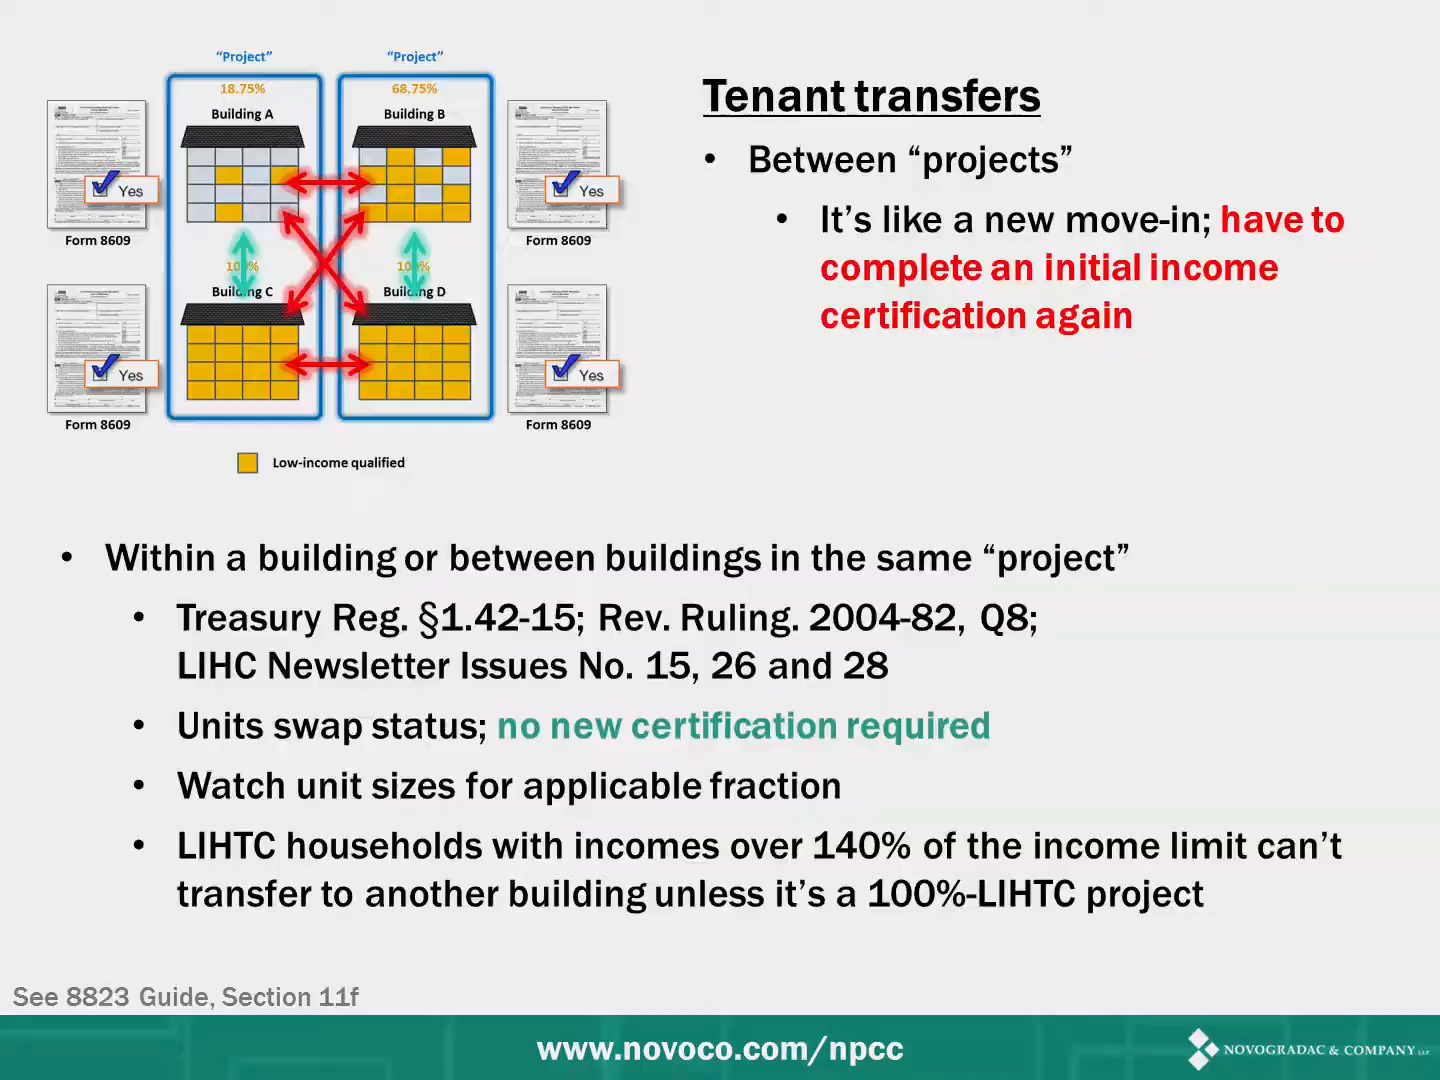 “Project”
“Project”
18.75%
68.75%
Building A
Building B
Yes
Yes
Form 8609
Form 8609
100%
100%
Building C
Building D
Yes
Yes
Form 8609
Form 8609
Low-income qualified
Tenant transfers
• Between “projects”
• It’s like a new move-in; have to
complete an initial income
certification again
• Within a building or between buildings in the same “project”
• Treasury Reg. §1.42-15; Rev. Ruling. 2004-82, Q8;
LIHC Newsletter Issues No. 15, 26 and 28
• Units swap status; no new certification required
• Watch unit sizes for applicable fraction
• LIHTC households with incomes over 140% of the income limit can’t
transfer to another building unless it’s a 100%-LIHTC project
See 8823 Guide, Section 11f
www.novoco.com/npcc
NOVOGRADAC & COMPANY LLP